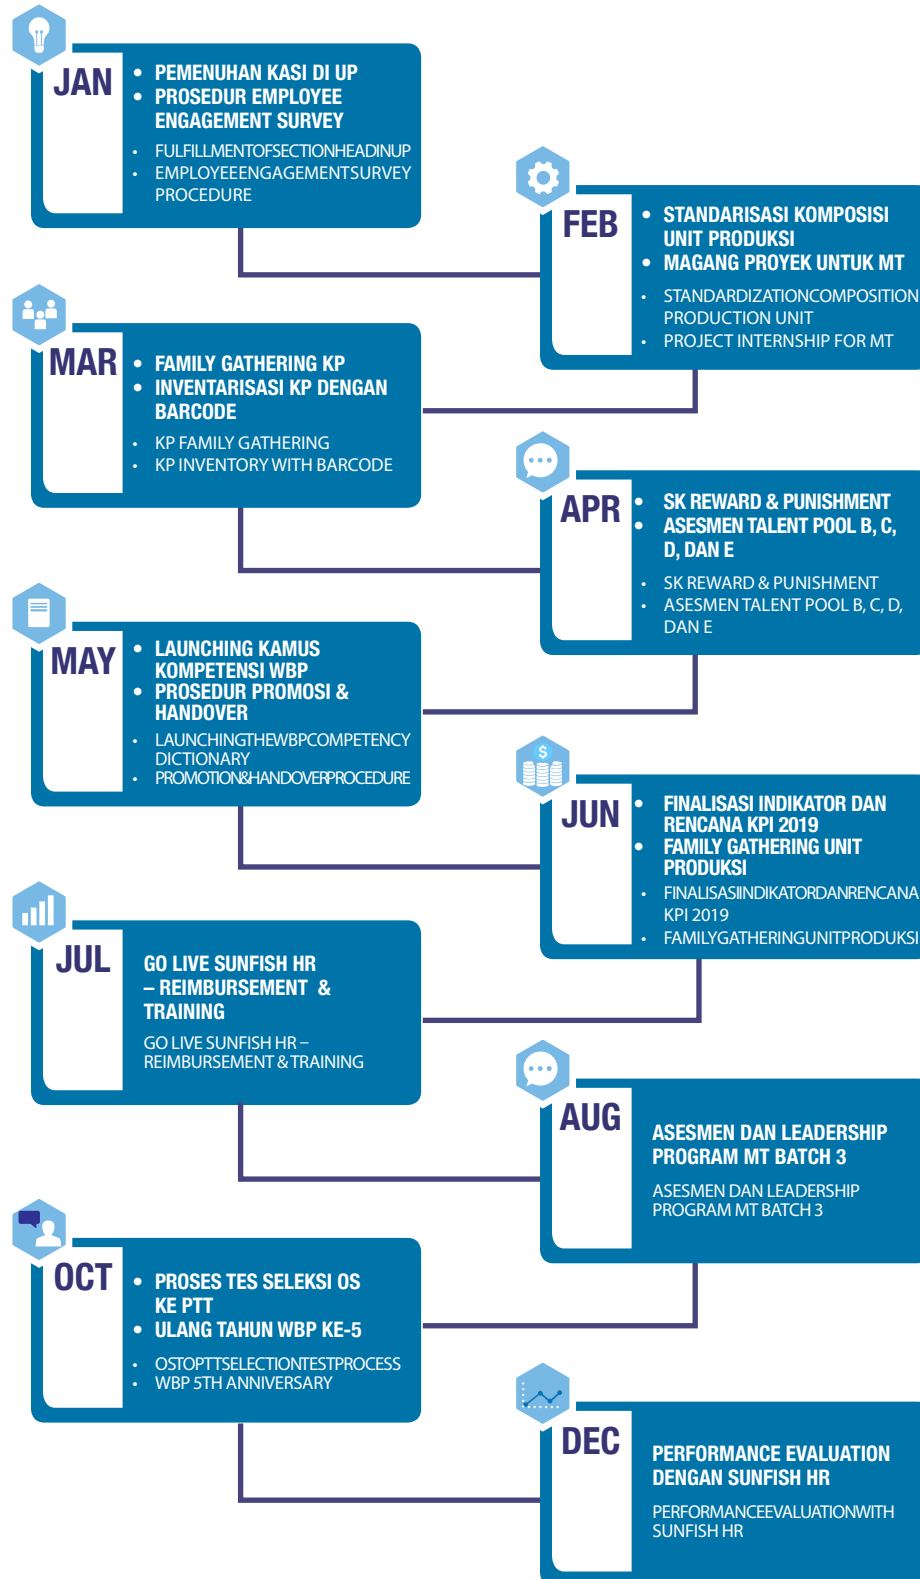 JAN
• PEMENUHAN KASI DI UP
• PROSEDUR EMPLOYEE
ENGAGEMENT SURVEY
• FULFILLMENTOFSECTIONHEADINUP
• EMPLOYEEENGAGEMENTSURVEY
PROCEDURE
FEB
• STANDARISASI KOMPOSISI
UNIT PRODUKSI
• MAGANG PROYEK UNTUK MT
• STANDARDIZATIONCOMPOSITION
PRODUCTION UNIT
• PROJECT INTERNSHIP FOR MT
MAR
• FAMILY GATHERING KP
• INVENTARISASI KP DENGAN
BARCODE
• KP FAMILY GATHERING
• KP INVENTORY WITH BARCODE
APR
• SK REWARD & PUNISHMENT
• ASESMEN TALENT POOL B, C,
D, DAN E
• SK REWARD & PUNISHMENT
• ASESMEN TALENT POOL B, C, D,
DAN E
MAY
• LAUNCHING KAMUS
KOMPETENSI WBP
• PROSEDUR PROMOSI &
HANDOVER
• LAUNCHINGTHEWBPCOMPETENCY
DICTIONARY
• PROMOTION&HANDOVERPROCEDURE
$
JUN
• FINALISASI INDIKATOR DAN
RENCANA KPI 2019
• FAMILY GATHERING UNIT
PRODUKSI
• FINALISASIINDIKATORDANRENCANA
KPI 2019
• FAMILYGATHERINGUNITPRODUKSI
JUL
GO LIVE SUNFISH HR
– REIMBURSEMENT &
TRAINING
GO LIVE SUNFISH HR –
REIMBURSEMENT & TRAINING
AUG
ASESMEN DAN LEADERSHIP
PROGRAM MT BATCH 3
ASESMEN DAN LEADERSHIP
PROGRAM MT BATCH 3
OCT
• PROSES TES SELEKSI OS
KE PTT
• ULANG TAHUN WBP KE-5
• OSTOPTTSELECTIONTESTPROCESS
• WBP 5TH ANNIVERSARY
DEC
PERFORMANCE EVALUATION
DENGAN SUNFISH HR
PERFORMANCEEVALUATIONWITH
SUNFISH HR